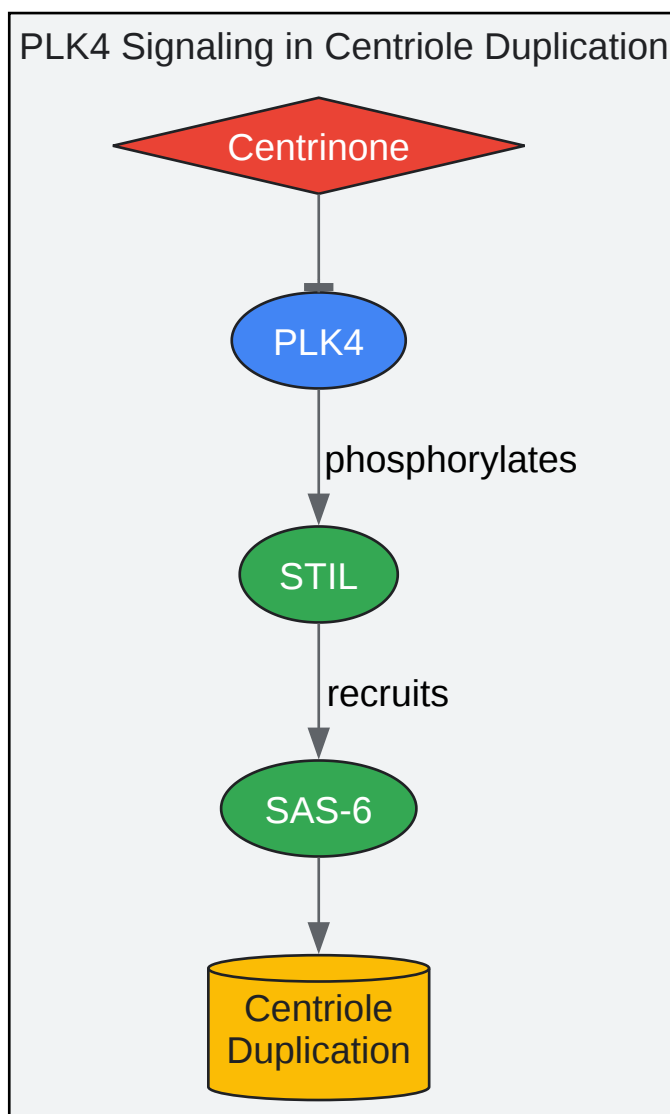 PLK4 Signaling in Centriole Duplication
Centrinone
PLK4
phosphorylates
STIL
recruits
SAS-6
Centriole
Duplication